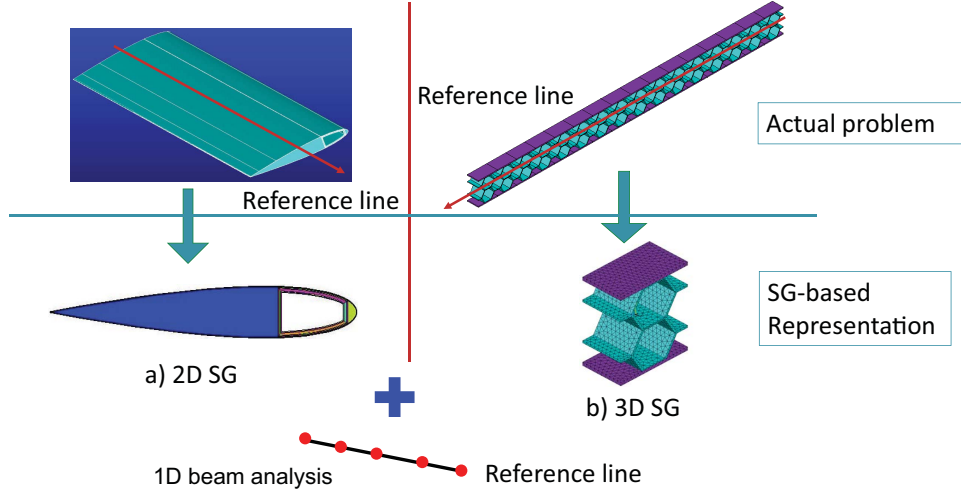 Reference line
Actual problem
Reference line
SG-based
Representation
a) 2D SG
b) 3D SG
1D beam analysis
Reference line